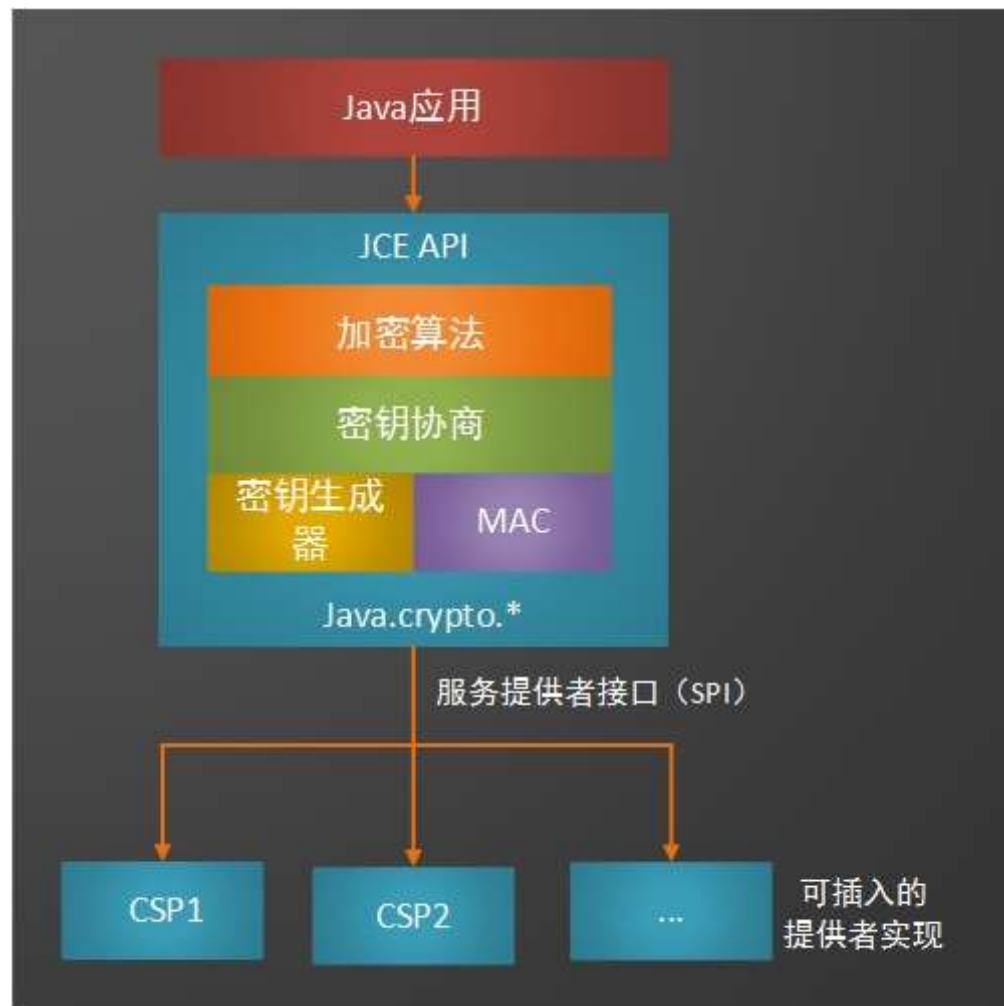 Java应用
JCE API
加密算法
密钥协商
密钥生成
器
MAC
Java.crypto.*
服务提供者接口（SPI）
CSP1
CSP2
...
可插入的
提供者实现